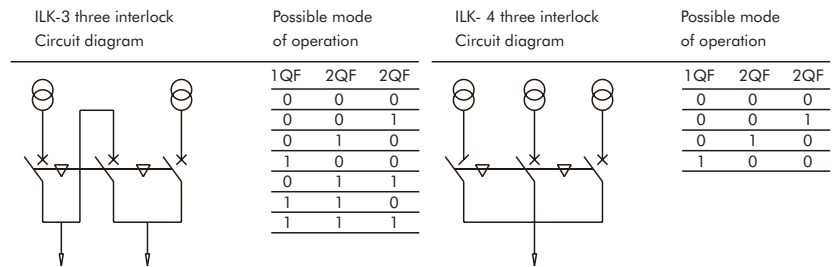 ILK-3 three interlock
Circuit diagram
Possible mode
of operation
1QF 2QF 2QF
0 0 0
0 0 1
0 1 0
1 0 0
0 1 1
1 1 0
1 1 1
ILK- 4 three interlock
Circuit diagram
Possible mode
of operation
1QF 2QF 2QF
0 0 0
0 0 1
0 1 0
1 0 0